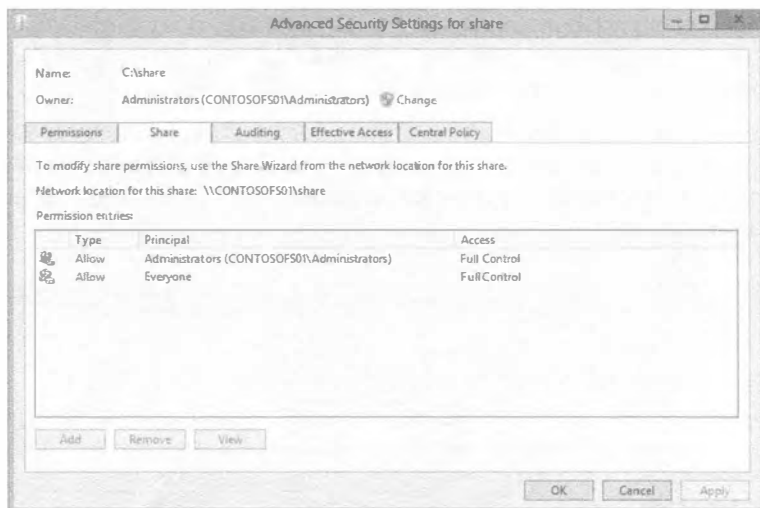 Advanced Security Settings for share
Name: C:\share
Owner: Administrators (CONTOSOFS01\Administrators) Change
Permissions Share Auditing Effective Access Central Policy
To modify share permissions, use the Share Wizard from the network location for this share.
Network location for this share: \\CONTOSOFS01\share
Permission entries:
Type Principal Access
Allow Administrators (CONTOSOFS01\Administrators) Full Control
Allow Everyone Full Control
Add Remove View
OK Cancel Apply